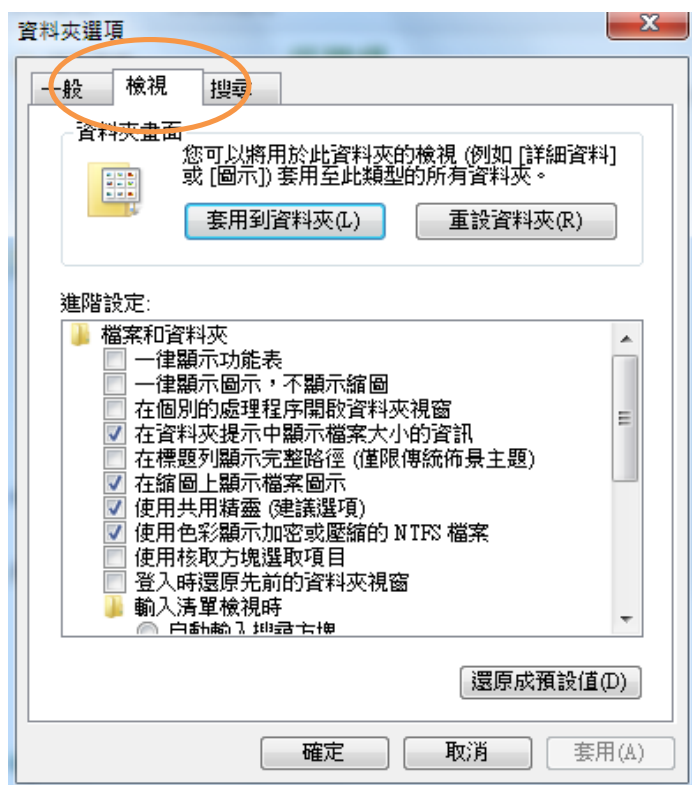 資料夾選項
一般 檢視 搜尋
資料夾畫面
您可以將用於此資料夾的檢視 (例如 [詳細資料]
或 [圖示]) 套用至此類型的所有資料夾。
套用到資料夾(L) 重設資料夾(R)
進階設定:
檔案和資料夾
一律顯示功能表
一律顯示圖示，不顯示縮圖
在個別的處理程序開啟資料夾視窗
在資料夾提示中顯示檔案大小的資訊
在標題列顯示完整路徑 (僅限傳統佈景主題)
在縮圖上顯示檔案圖示
使用共用精靈 (建議選項)
使用色彩顯示加密或壓縮的 NTFS 檔案
使用核取方塊選取項目
登入時還原先前的資料夾視窗
輸入清單檢視時
自動輸入搜尋方塊
還原成預設值(D)
確定 取消 套用(A)